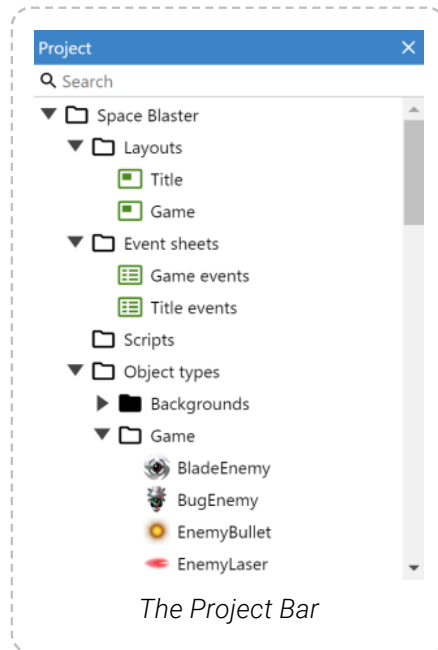 Project
Search
Space Blaster
Layouts
Title
Game
Event sheets
Game events
Title events
Scripts
Object types
Backgrounds
Game
BladeEnemy
BugEnemy
EnemyBullet
EnemyLaser
The Project Bar